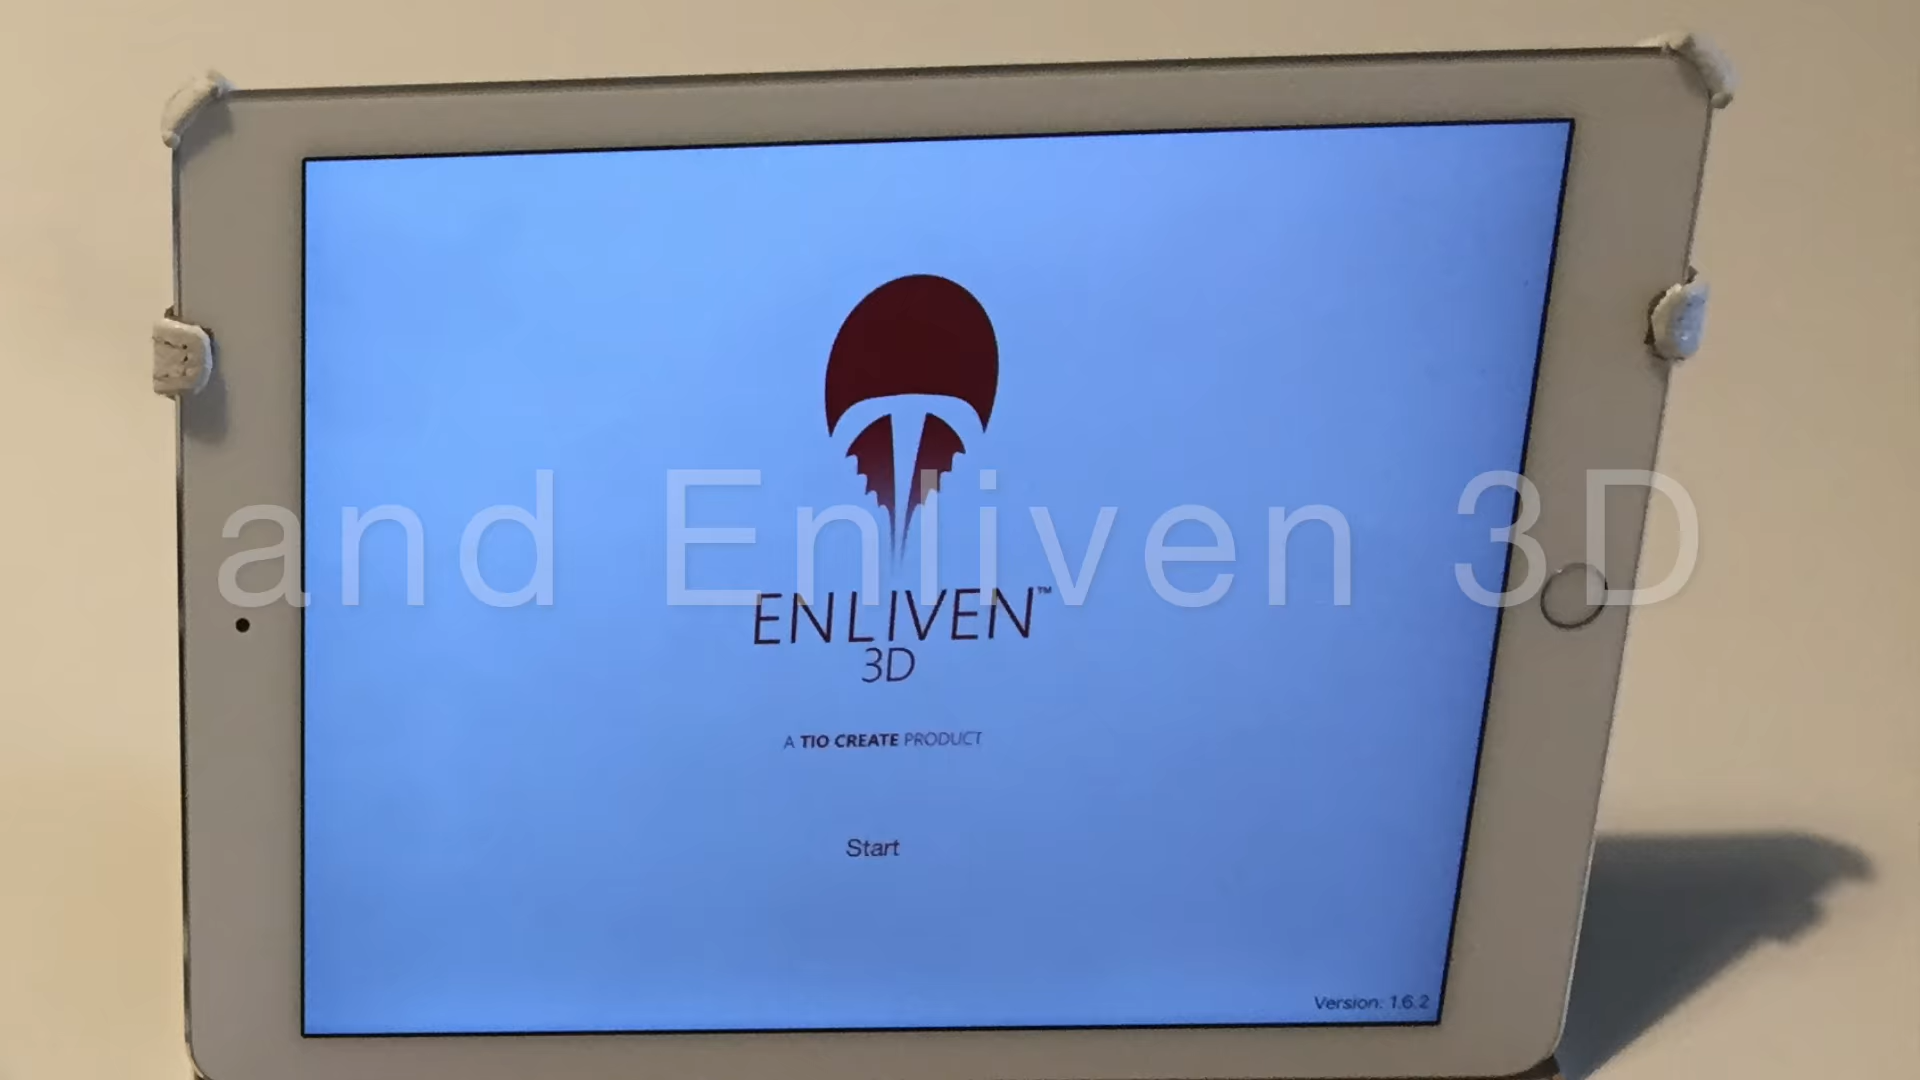 and Enliven 3D
ENLIVEN™
3D
A TIO CREATE PRODUCT
Start
Version: 1.6.2